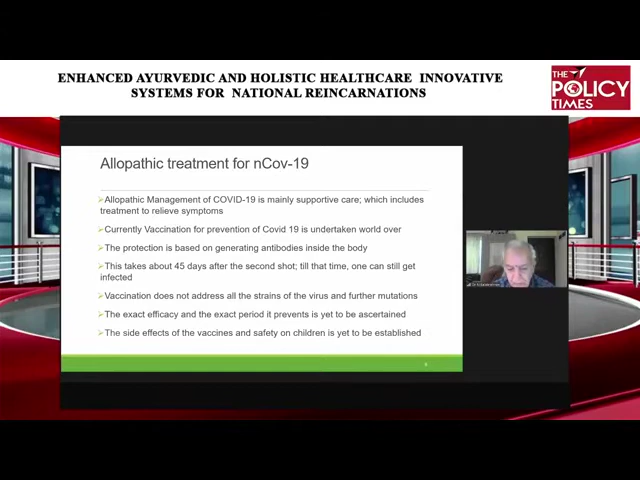 ENHANCED AYURVEDIC AND HOLISTIC HEALTHCARE INNOVATIVE
SYSTEMS FOR NATIONAL REINCARNATIONS
THE
POLICY
TIMES
Allopathic treatment for nCov-19
Allopathic Management of COVID-19 is mainly supportive care; which includes
treatment to relieve symptoms
Currently Vaccination for prevention of Covid 19 is undertaken world over
The protection is based on generating antibodies inside the body
This takes about 45 days after the second shot; till that time, one can still get
infected
Vaccination does not address all the strains of the virus and further mutations
The exact efficacy and the exact period it prevents is yet to be ascertained
The side effects of the vaccines and safety on children is yet to be established